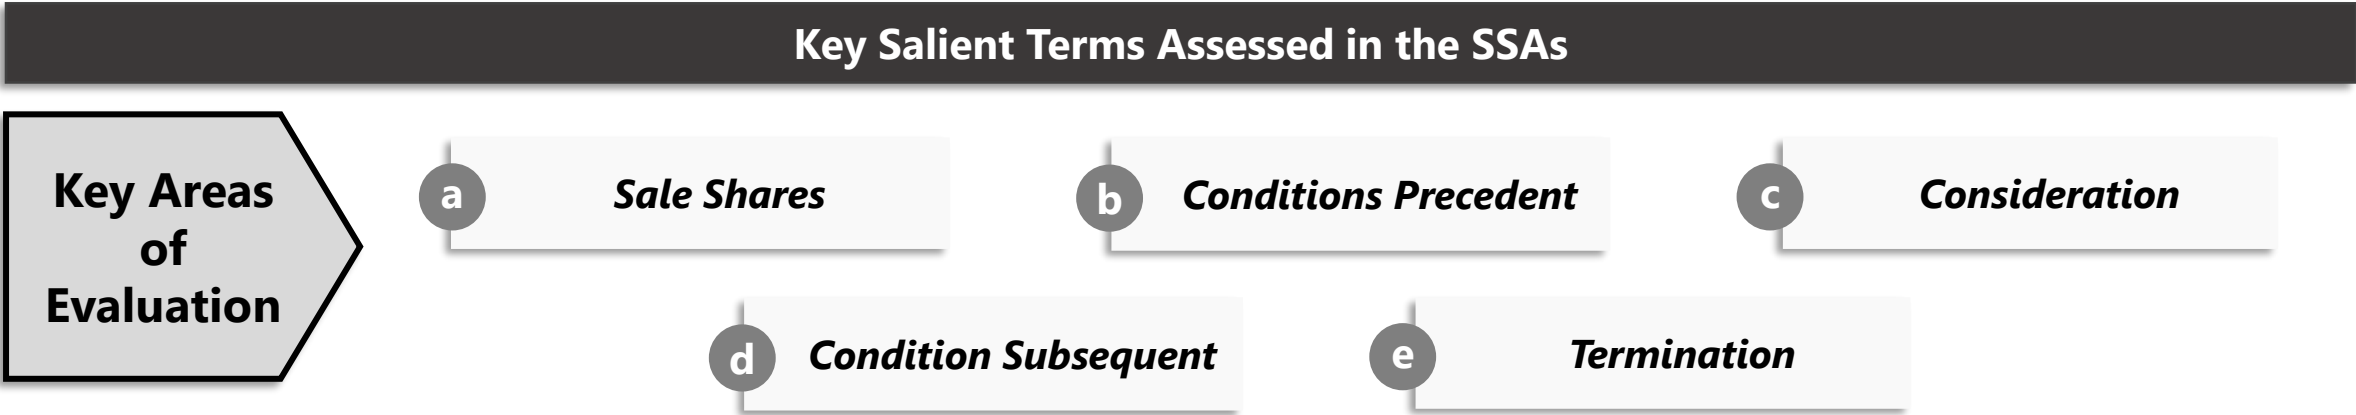 Key Salient Terms Assessed in the SSAs
Key Areas
of
Evaluation
a Sale Shares
b Conditions Precedent
c Consideration
d Condition Subsequent
e Termination